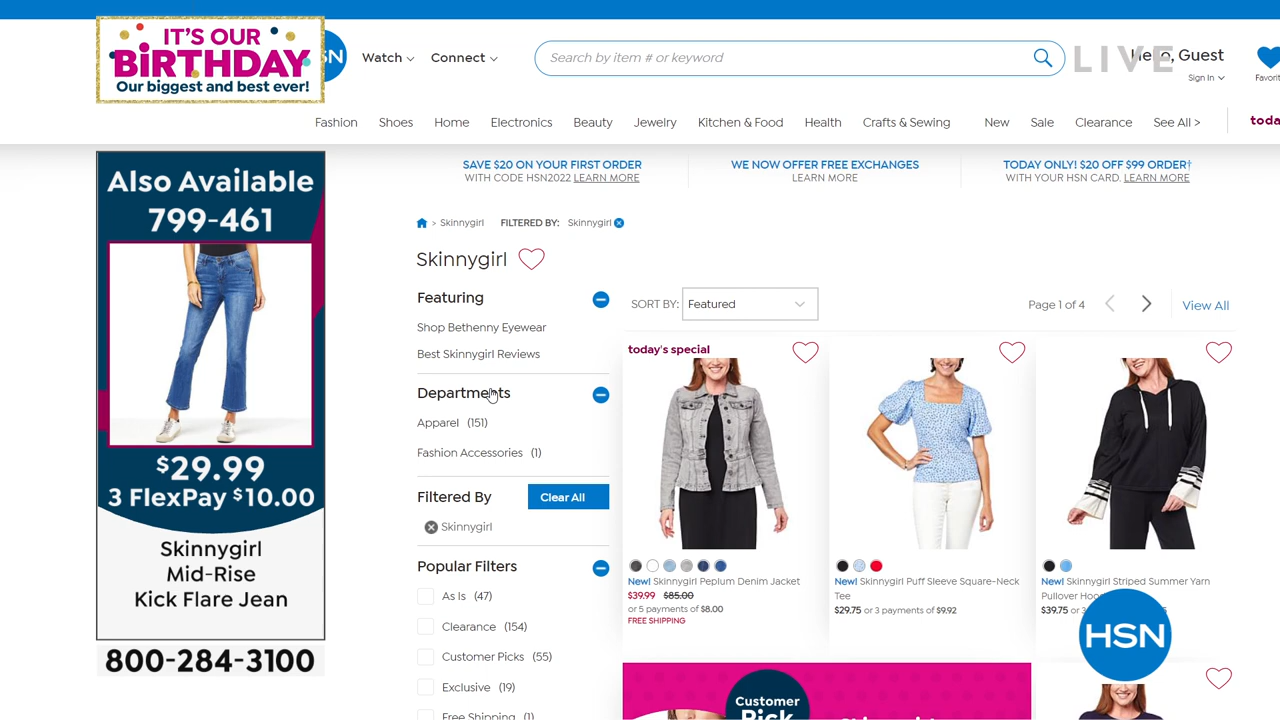 IT'S OUR
BiRTHDAY
Our biggest and best ever!
Watch
Connect
Search by item # or keyword
LIVE
Guest
Sign In
Fashion
Shoes
Home
Electronics
Beauty
Jewelry
Kitchen & Food
Health
Crafts & Sewing
New
Sale
Clearance
See All >
SAVE $20 ON YOUR FIRST ORDER
WITH CODE HSN2022 LEARN MORE
WE NOW OFFER FREE EXCHANGES
LEARN MORE
TODAY ONLY! $20 OFF $99 ORDER†
WITH YOUR HSN CARD. LEARN MORE
Also Available
799-461
$29.99
3 FlexPay $10.00
Skinnygirl
Mid-Rise
Kick Flare Jean
800-284-3100
> Skinnygirl FILTERED BY: Skinnygirl
Skinnygirl
Featuring
Shop Bethenny Eyewear
Best Skinnygirl Reviews
Departments
Apparel (151)
Fashion Accessories (1)
Filtered By
Clear All
Skinnygirl
Popular Filters
As Is (47)
Clearance (154)
Customer Picks (55)
Exclusive (19)
Free Shipping (1)
SORT BY: Featured
Page 1 of 4
View All
today's special
New! Skinnygirl Peplum Denim Jacket
$39.99 $85.00
or 5 payments of $8.00
FREE SHIPPING
New! Skinnygirl Puff Sleeve Square-Neck
Tee
$29.75 or 3 payments of $9.92
New! Skinnygirl Striped Summer Yarn
Pullover
$39.75 or
HSN
Customer
Pick